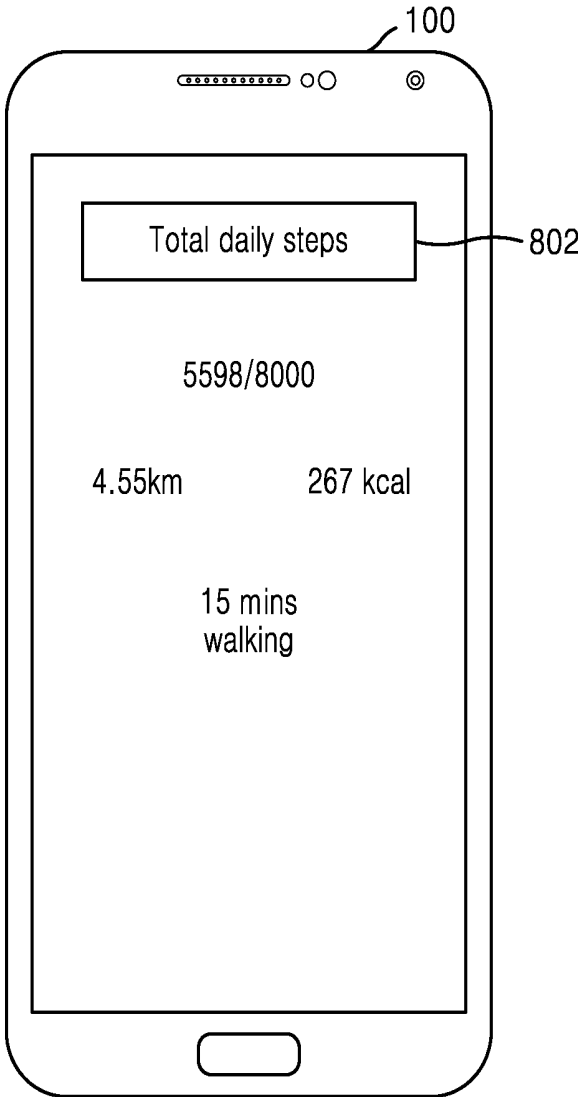 100
Total daily steps
802
5598/8000
4.55km
267 kcal
15 mins
walking